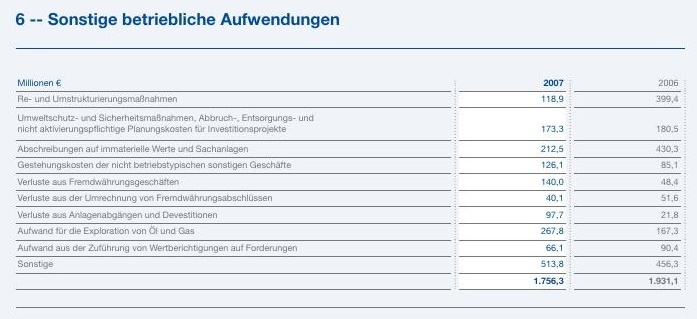 6 -- Sonstige betriebliche Aufwendungen
Millionen € 2007 2006
Re- und Umstrukturierungsmaßnahmen 118,9 399,4
Umweltschutz- und Sicherheitsmaßnahmen, Abbruch-, Entsorgungs- und
nicht aktivierungspflichtige Planungskosten für Investitionsprojekte 173,3 180,5
Abschreibungen auf immaterielle Werte und Sachanlagen 212,5 430,3
Gestehungskosten der nicht betriebstypischen sonstigen Geschäfte 126,1 85,1
Verluste aus Fremdwährungsgeschäften 140,0 48,4
Verluste aus der Umrechnung von Fremdwährungsabschlüssen 40,1 51,6
Verluste aus Anlagenabgängen und Devestitionen 97,7 21,8
Aufwand für die Exploration von Öl und Gas 267,8 167,3
Aufwand aus der Zuführung von Wertberichtigungen auf Forderungen 66,1 90,4
Sonstige 513,8 456,3
1.756,3 1.931,1